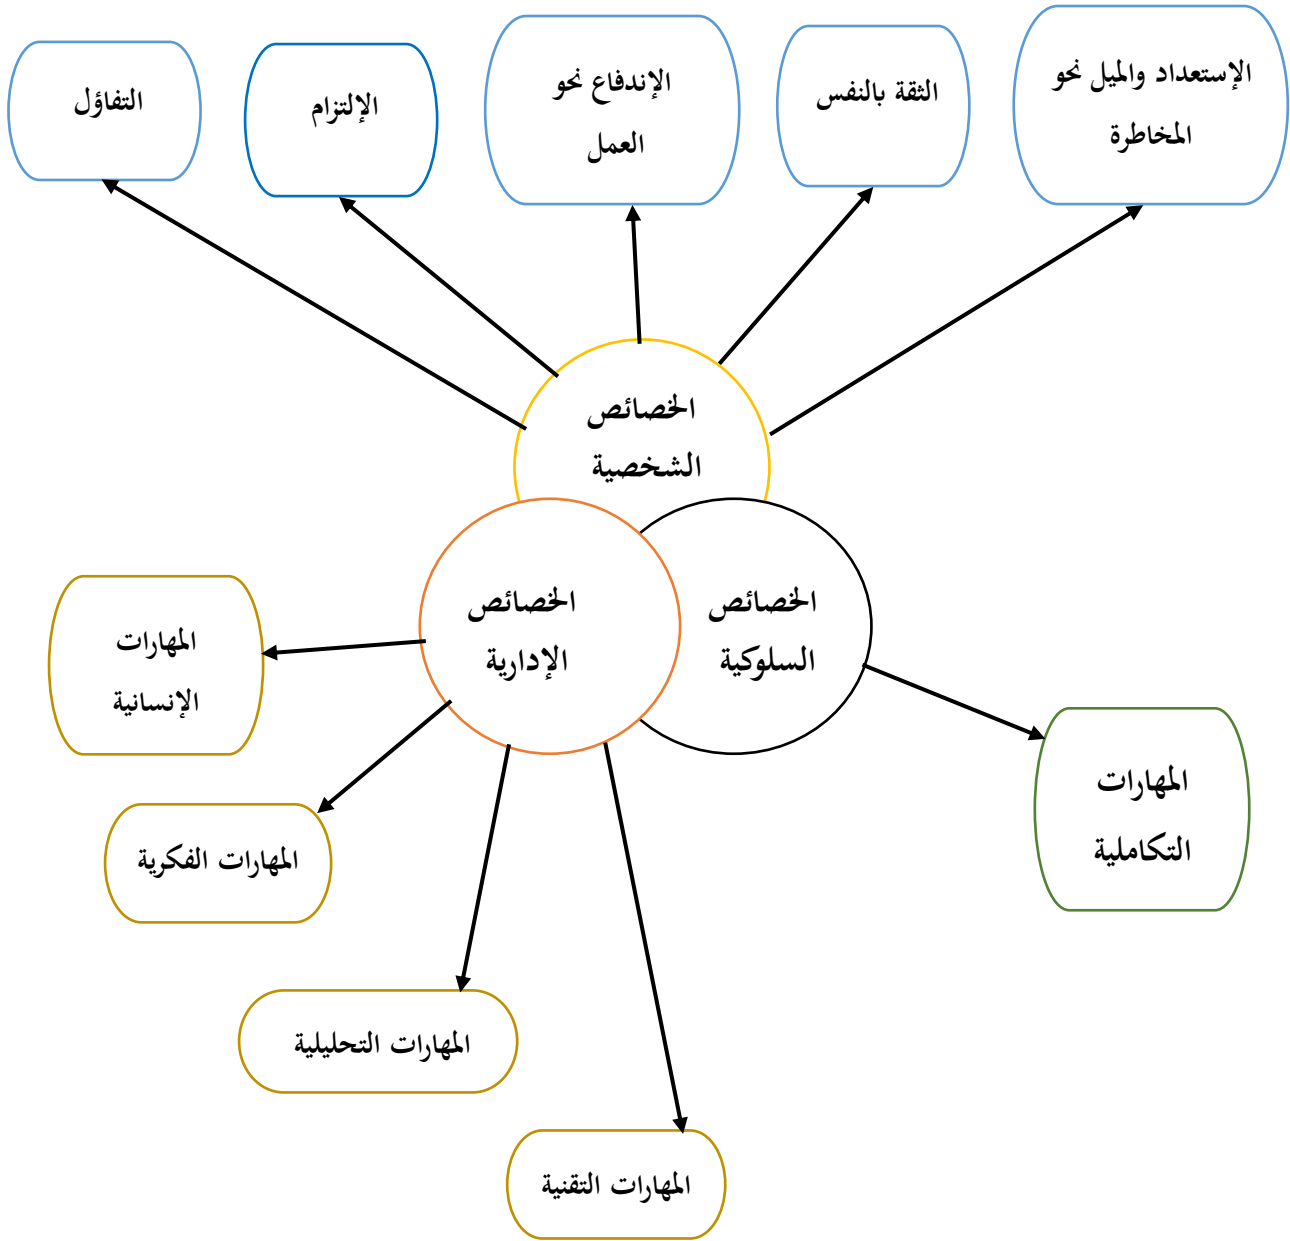 الإستعداد والميل نحو
المخاطرة
الثقة بالنفس
الإندفاع نحو
العمل
الإلتزام
التفاؤل
الخصائص
الشخصية
الخصائص
السلوكية
الخصائص
الإدارية
المهارات
الإنسانية
المهارات
التكاملية
المهارات الفكرية
المهارات التحليلية
المهارات التقنية